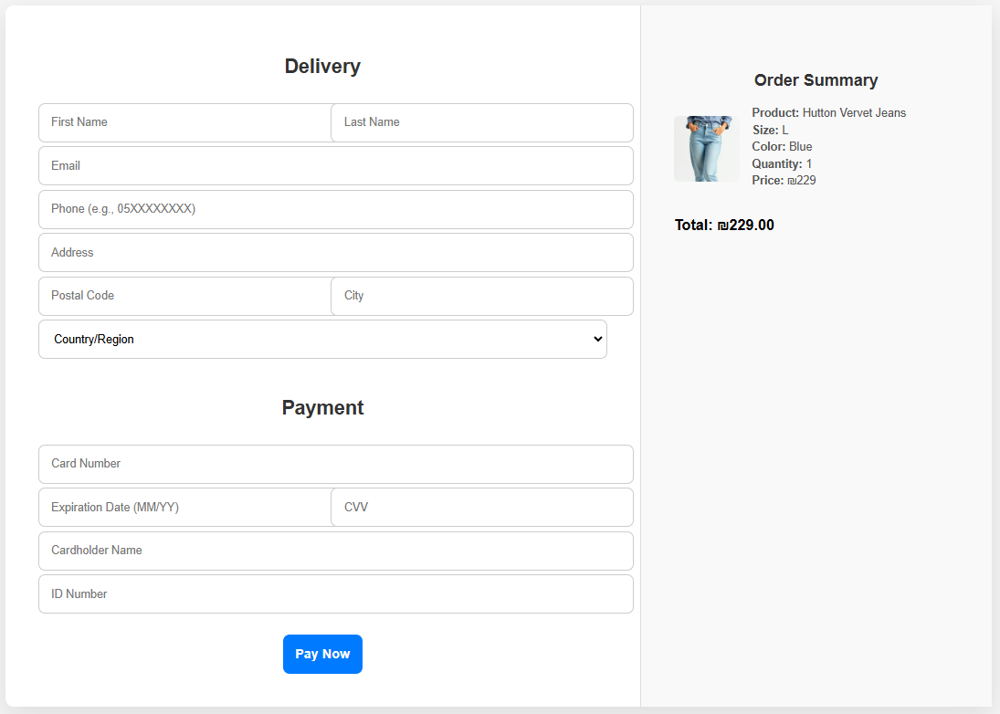 Delivery
First Name Last Name
Email
Phone (e.g., 05XXXXXXXX)
Address
Postal Code City
Country/Region
Payment
Card Number
Expiration Date (MM/YY) CVV
Cardholder Name
ID Number
Pay Now
Order Summary
Product: Hutton Vervet Jeans
Size: L
Color: Blue
Quantity: 1
Price: ₪229
Total: ₪229.00